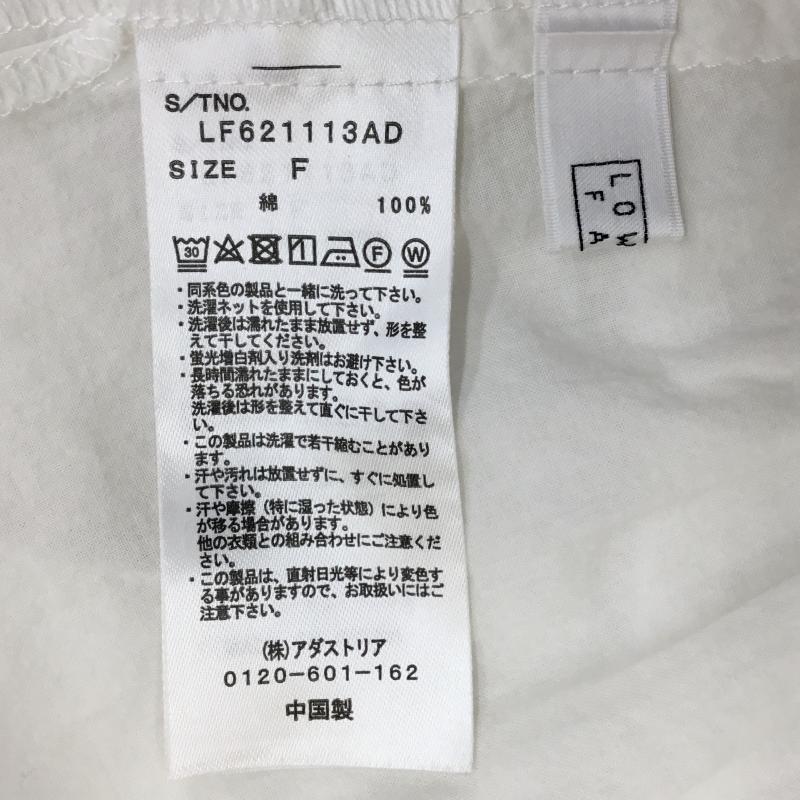 S/TNO.
LF621113AD
SIZE F
綿 100%
30 F W
・同系色の製品と一緒に洗って下さい。
・洗濯ネットを使用して下さい。
・洗濯後は濡れたまま放置せず、形を整
えて干してください。
・蛍光増白剤入り洗剤はお避け下さい。
・長時間濡れたままにしておくと、色が
落ちる恐れがあります。
洗濯後は形を整えて直ぐに干して下さ
い。
・この製品は洗濯で若干縮むことがあり
ます。
・汗や汚れは放置せずに、すぐに処置し
て下さい。
・汗や摩擦（特に湿った状態）により色
が移る場合があります。
他の衣類との組み合わせにご注意くだ
さい。
・この製品は、直射日光等により変色す
る事がありますので、お取扱いにはご
注意下さい。
(株)アダストリア
0120-601-162
中国製
LOW
FA